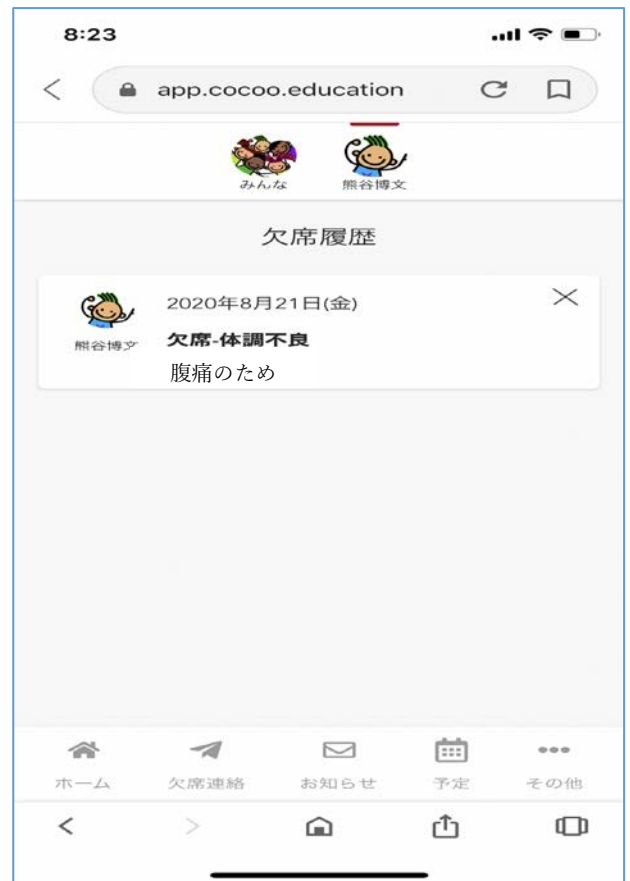 8:23
app.cocoo.education
みんな
熊谷博文
欠席履歴
2020年8月21日(金)
熊谷博文
欠席-体調不良
腹痛のため
ホーム
欠席連絡
お知らせ
予定
その他